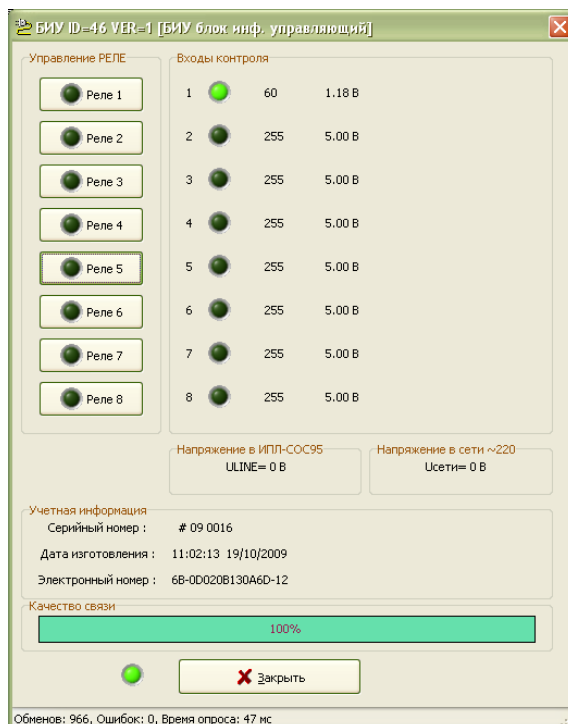 БИУ ID=46 VER=1 [БИУ блок инф. управляющий]
Управление РЕЛЕ
Входы контроля
Реле 1
1 60 1.18 В
Реле 2
2 255 5.00 В
Реле 3
3 255 5.00 В
Реле 4
4 255 5.00 В
Реле 5
5 255 5.00 В
Реле 6
6 255 5.00 В
Реле 7
7 255 5.00 В
Реле 8
8 255 5.00 В
Напряжение в ИПЛ-СОС95
Напряжение в сети ~220
ULINE= 0 В
Uсети= 0 В
Учетная информация
Серийный номер : # 09 0016
Дата изготовления : 11:02:13 19/10/2009
Электронный номер : 6B-0D020B130A6D-12
Качество связи
100%
Закрыть
Обменов: 966, Ошибок: 0, Время опроса: 47 мс